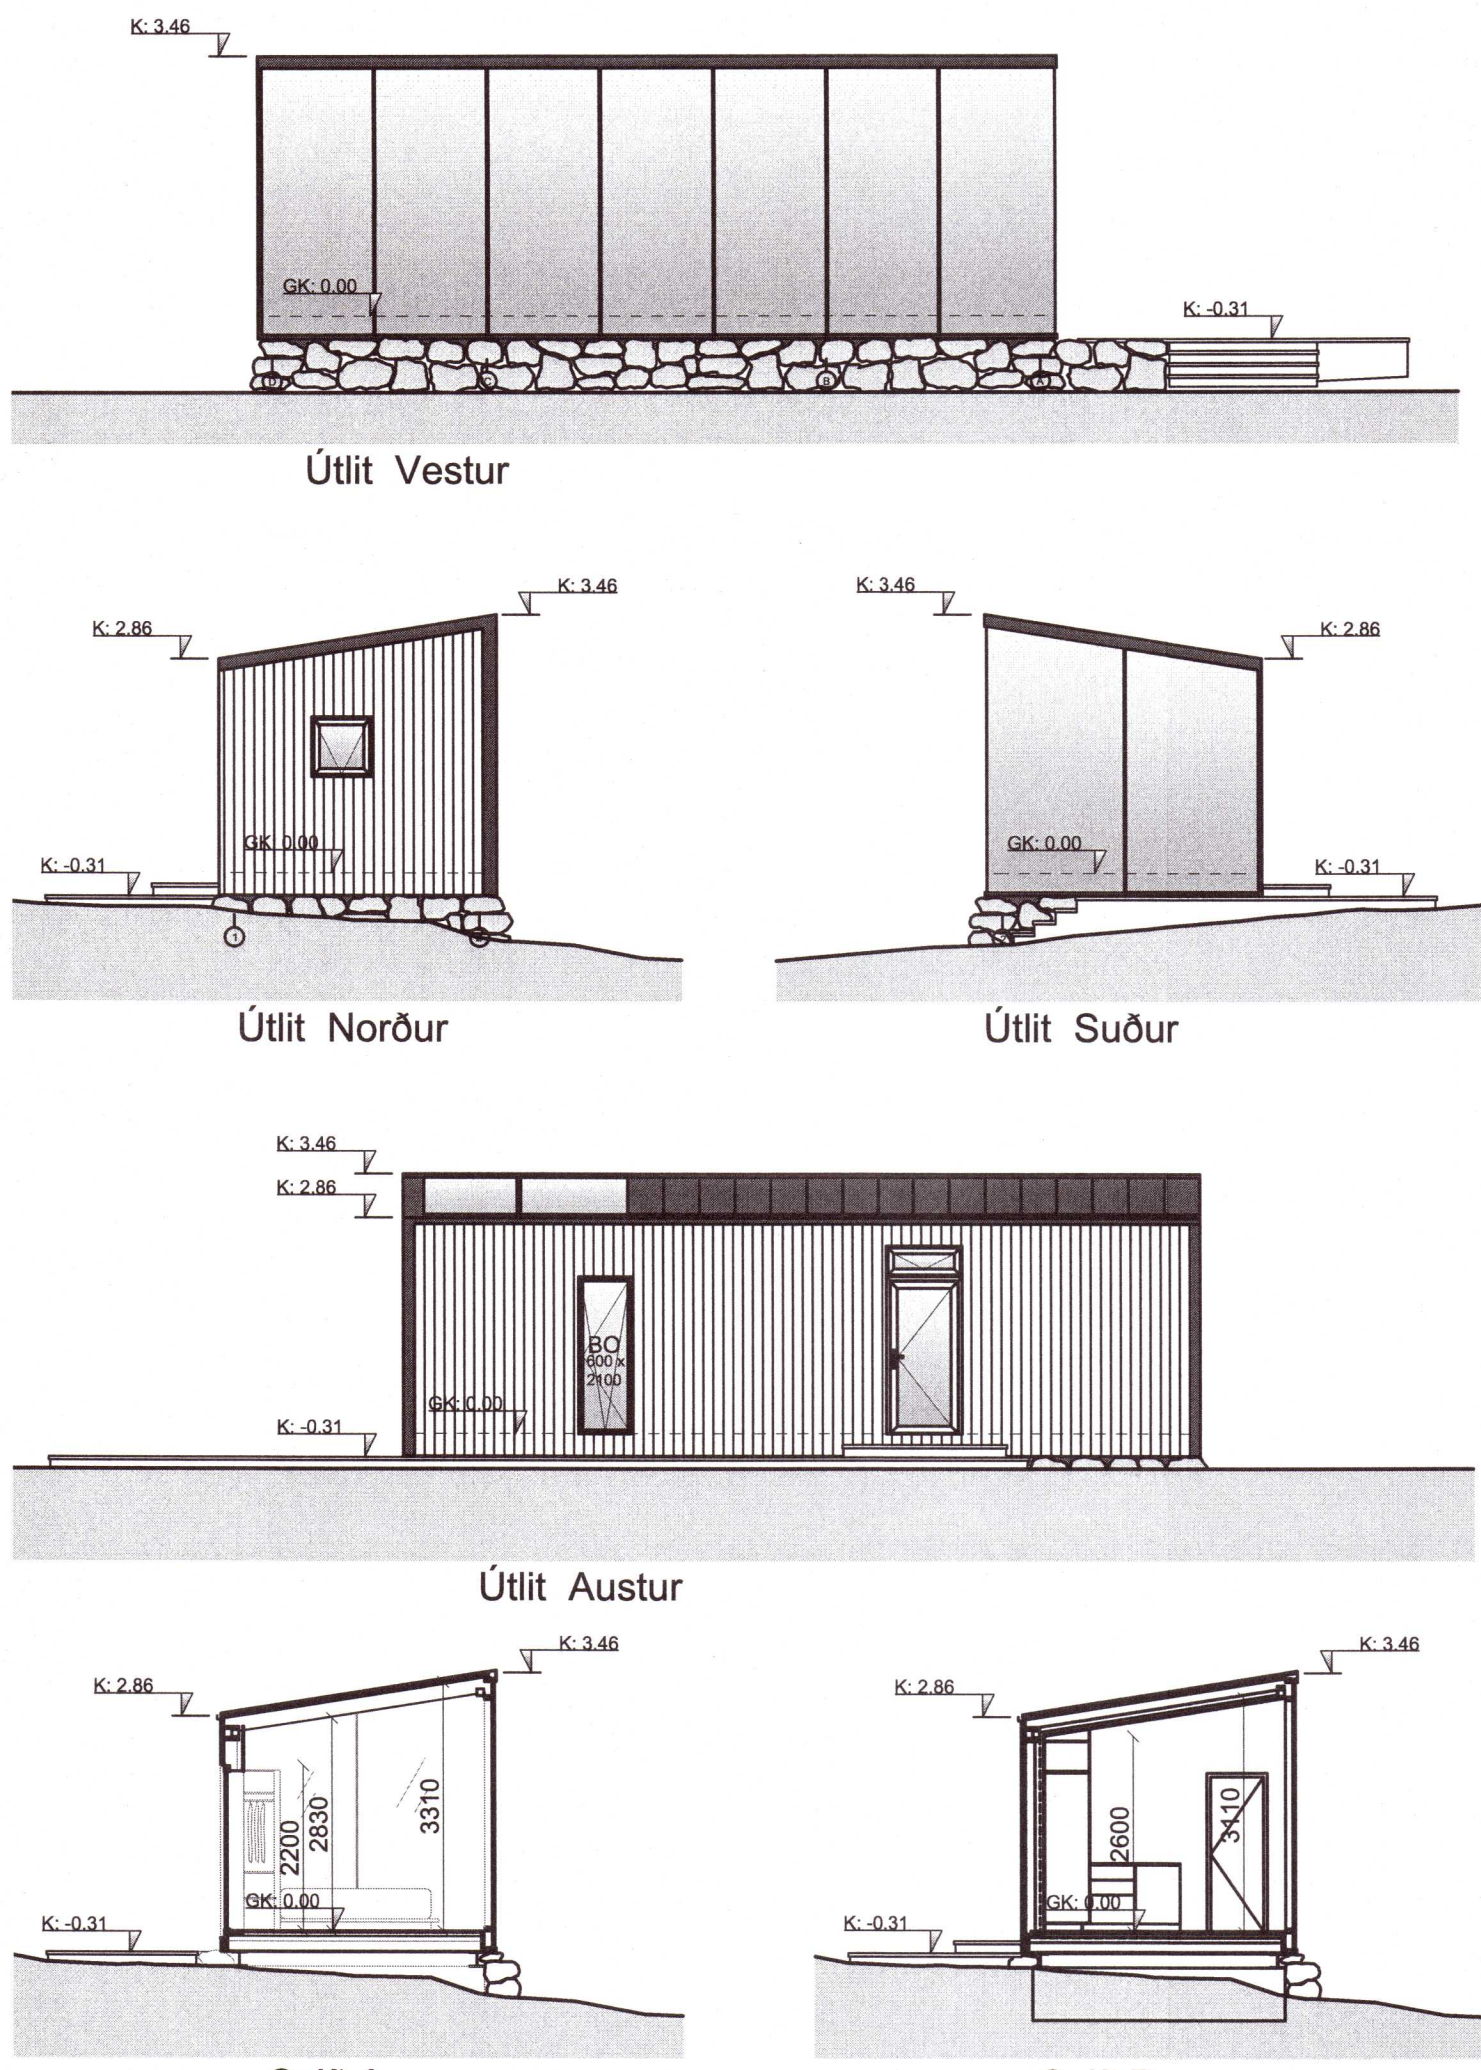 K: 3.46
GK: 0.00
K: -0.31
D
C
B
A
Útlit Vestur
K: 3.46
K: 2.86
GK: 0.00
K: -0.31
1
Útlit Norður
K: 3.46
K: 2.86
GK: 0.00
K: -0.31
Útlit Suður
K: 3.46
K: 2.86
BO
600 x
2100
GK: 0.00
K: -0.31
Útlit Austur
K: 3.46
K: 2.86
2200
2830
3310
GK: 0.00
K: -0.31
K: 3.46
K: 2.86
2600
3110
GK: 0.00
K: -0.31